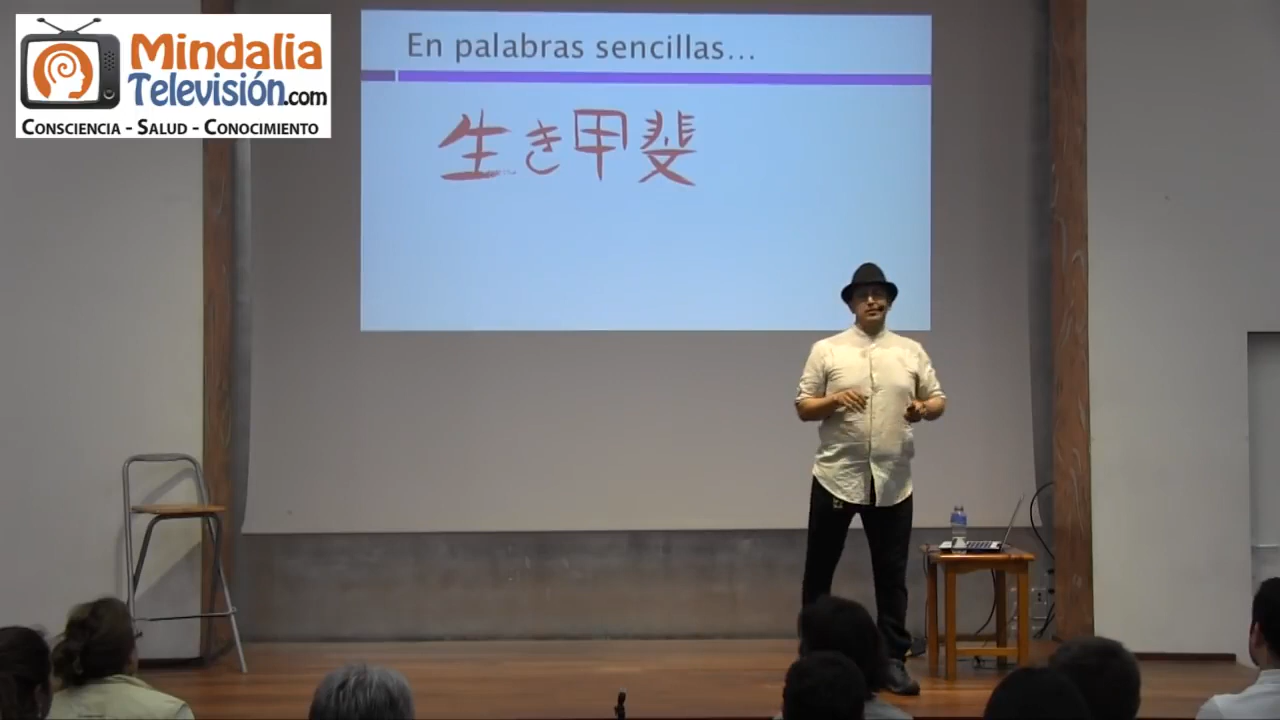 Mindalia
Televisión.com
CONSCIENCIA - SALUD - CONOCIMIENTO
En palabras sencillas...
生き甲斐